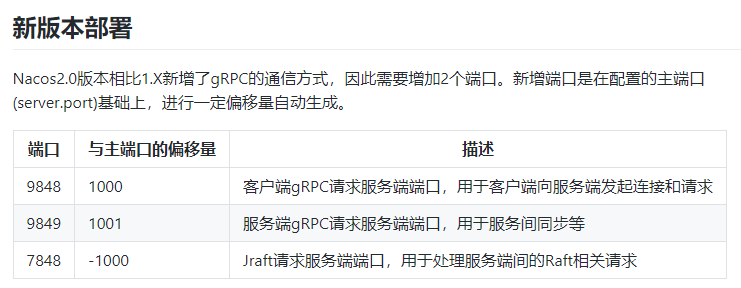 新版本部署
Nacos2.0版本相比1.X新增了gRPC的通信方式，因此需要增加2个端口。新增端口是在配置的主端口
(server.port)基础上，进行一定偏移量自动生成。
端口 与主端口的偏移量 描述
9848 1000 客户端gRPC请求服务端端口，用于客户端向服务端发起连接和请求
9849 1001 服务端gRPC请求服务端端口，用于服务间同步等
7848 -1000 Jraft请求服务端端口，用于处理服务端间的Raft相关请求